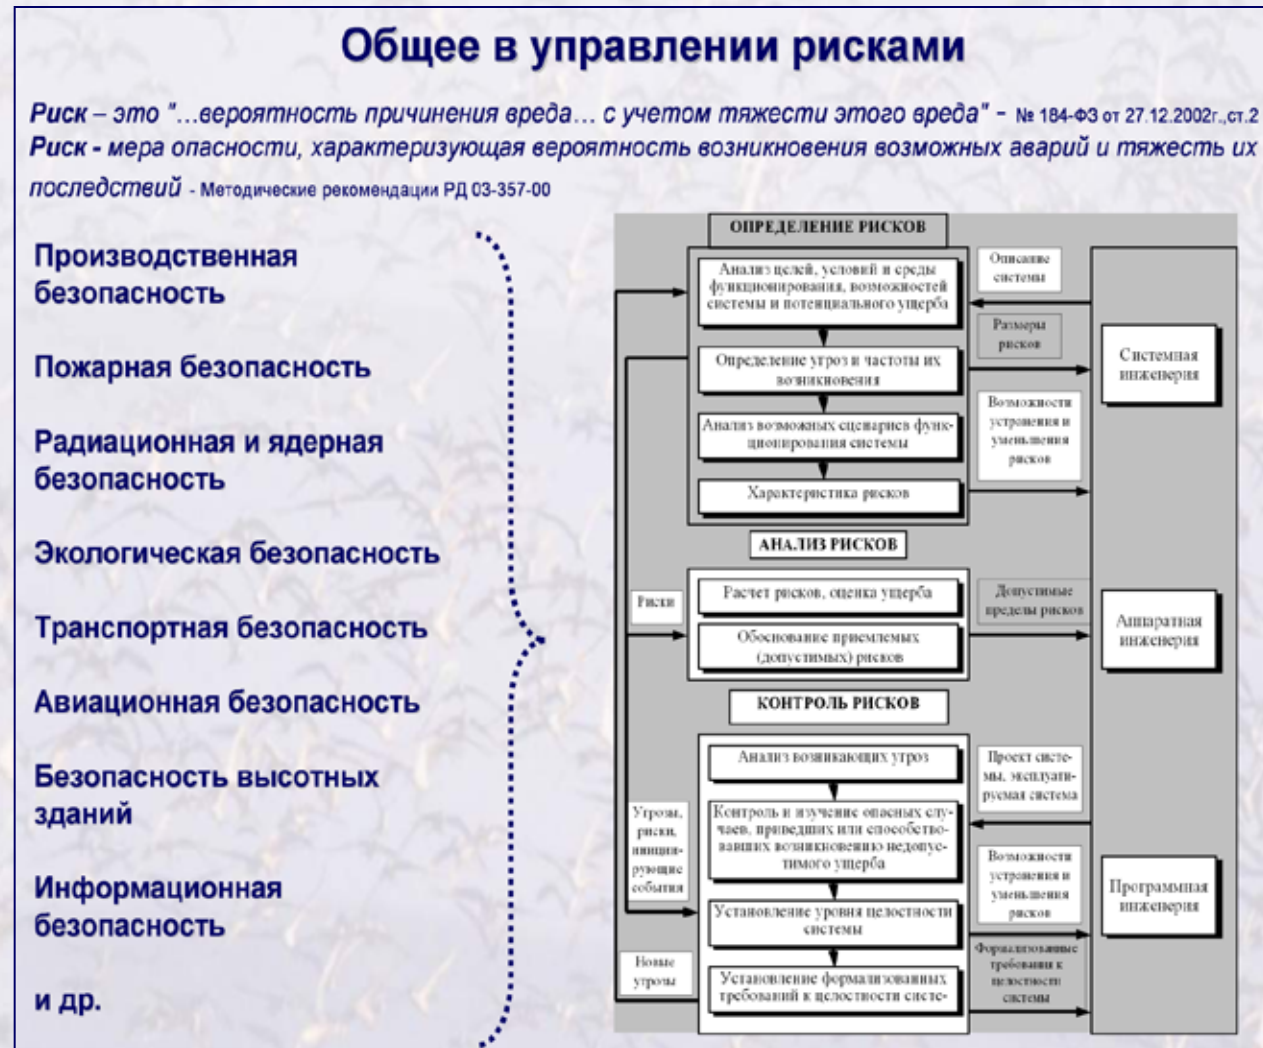 Общее в управлении рисками
Риск – это "...вероятность причинения вреда... с учетом тяжести этого вреда" - № 184-ФЗ от 27.12.2002г.,ст.2
Риск - мера опасности, характеризующая вероятность возникновения возможных аварий и тяжесть их
последствий - Методические рекомендации РД 03-357-00
Производственная
безопасность
Пожарная безопасность
Радиационная и ядерная
безопасность
Экологическая безопасность
Транспортная безопасность
Авиационная безопасность
Безопасность высотных
зданий
Информационная
безопасность
и др.
ОПРЕДЕЛЕНИЕ РИСКОВ
Анализ целей, условий и среды
функционирования, возможностей
системы и потенциального ущерба
Определение угроз и частоты их
возникновения
Анализ возможных сценариев функ-
ционирования системы
Характеристика рисков
Описание
системы
Размеры
рисков
Возможности
устронения и
уменьшения
рисков
Системная
инженерия
АНАЛИЗ РИСКОВ
Риски
Расчет рисков, оценка ущерба
Обоснование приемлемых
(допустимых) рисков
Допустимые
пределы рисков
Аппаратная
инженерия
КОНТРОЛЬ РИСКОВ
Анализ возникающих угроз
Контроль и изучение опасных слу-
чаев, приведших или способство-
вавших возникновению недопус-
тимого ущерба
Установление уровня целостности
системы
Установление формализованных
требований к целостности систе-
Угрозы,
риски,
иниции-
рующие
события
Новые
угрозы
Проект систе-
мы, эксплуати-
руемая система
Возможности
устронения и
уменьшения
рисков
Формализованные
требования к
целостности
системы
Программная
инженерия